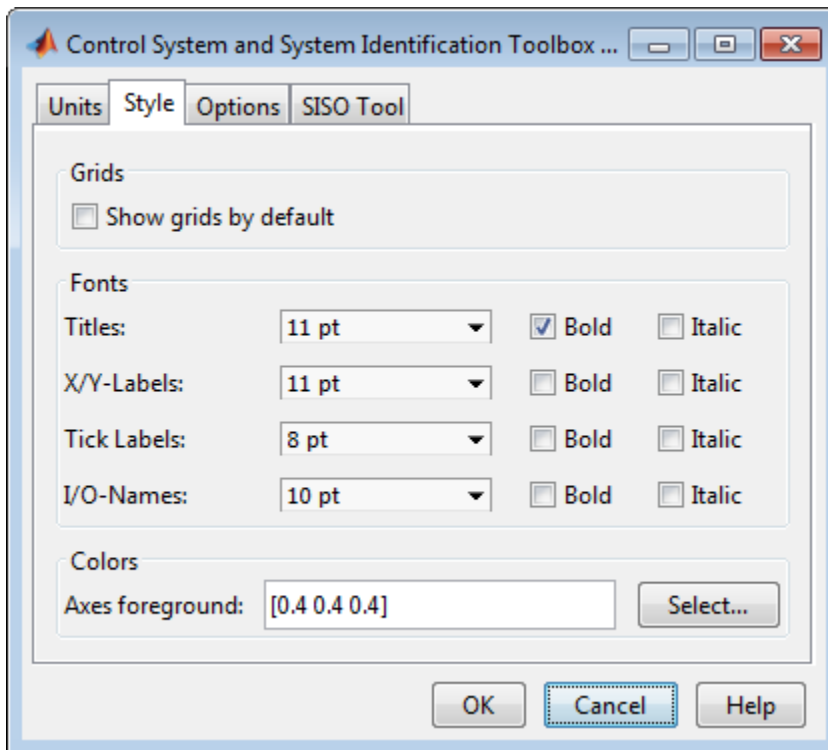 Control System and System Identification Toolbox ...
Units Style Options SISO Tool
Grids
Show grids by default
Fonts
Titles: 11 pt Bold Italic
X/Y-Labels: 11 pt Bold Italic
Tick Labels: 8 pt Bold Italic
I/O-Names: 10 pt Bold Italic
Colors
Axes foreground: [0.4 0.4 0.4] Select...
OK Cancel Help